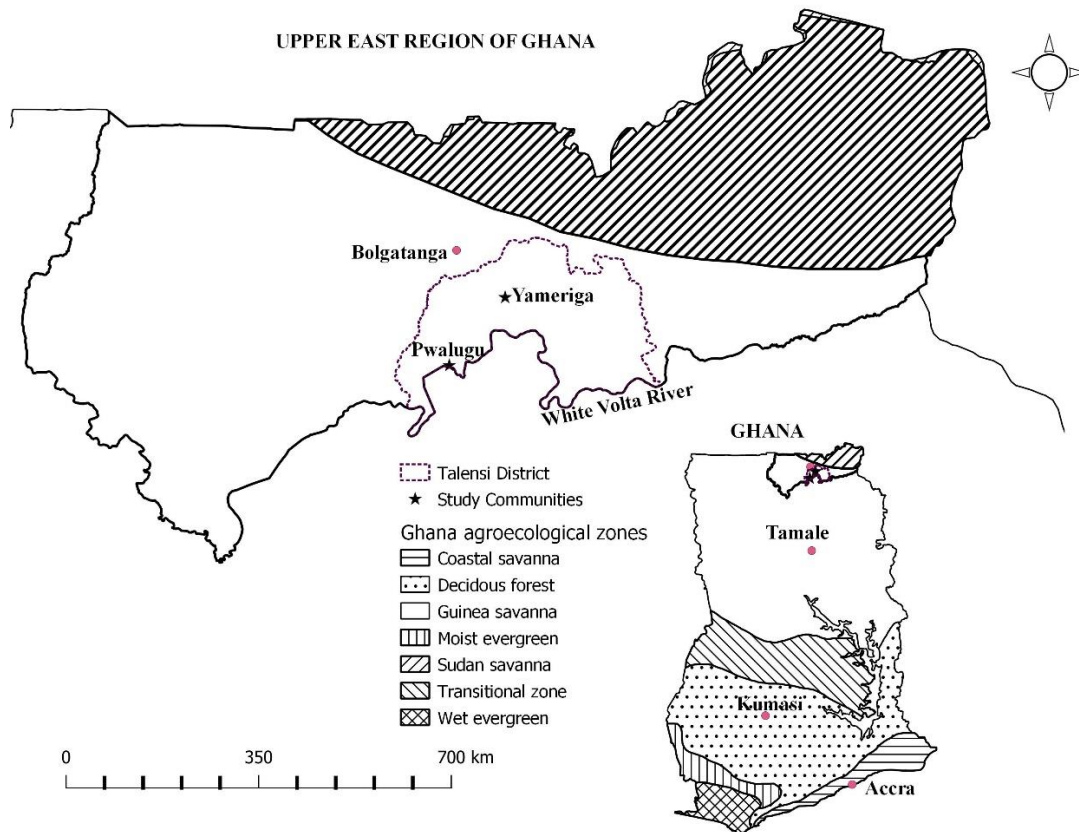 UPPER EAST REGION OF GHANA
Bolgatanga
Yameriga
Pwalugu
White Volta River
GHANA
Talensi District
Study Communities
Ghana agroecological zones
Coastal savanna
Decidous forest
Guinea savanna
Moist evergreen
Sudan savanna
Transitional zone
Wet evergreen
Tamale
Kumasi
Accra
0 350 700 km